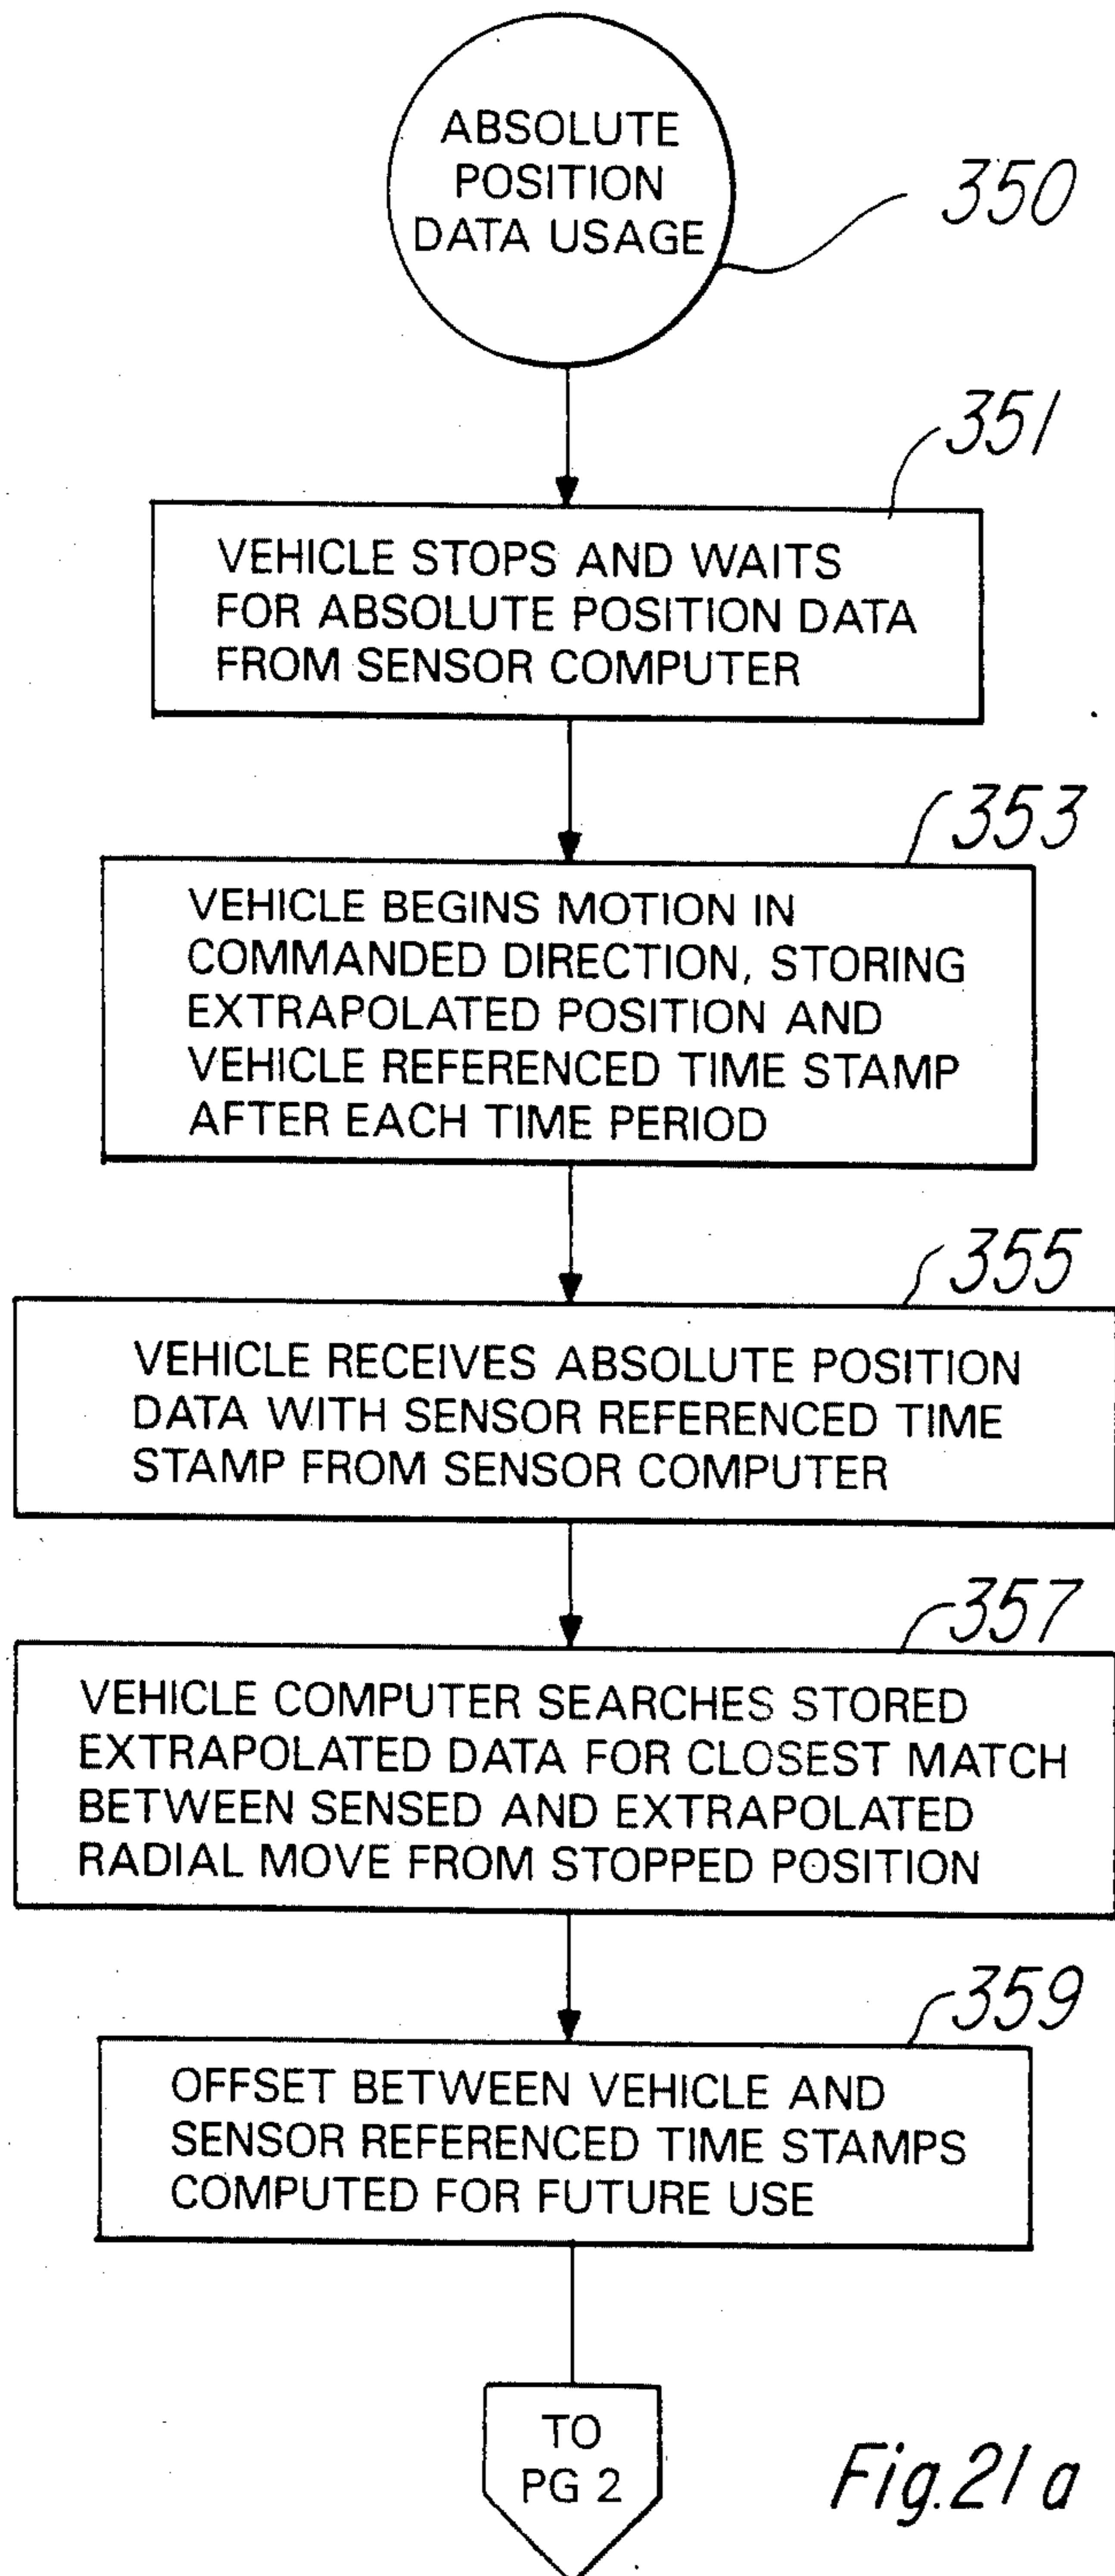 ABSOLUTE
POSITION
DATA USAGE
350
351
VEHICLE STOPS AND WAITS
FOR ABSOLUTE POSITION DATA
FROM SENSOR COMPUTER
353
VEHICLE BEGINS MOTION IN
COMMANDED DIRECTION, STORING
EXTRAPOLATED POSITION AND
VEHICLE REFERENCED TIME STAMP
AFTER EACH TIME PERIOD
355
VEHICLE RECEIVES ABSOLUTE POSITION
DATA WITH SENSOR REFERENCED TIME
STAMP FROM SENSOR COMPUTER
357
VEHICLE COMPUTER SEARCHES STORED
EXTRAPOLATED DATA FOR CLOSEST MATCH
BETWEEN SENSED AND EXTRAPOLATED
RADIAL MOVE FROM STOPPED POSITION
359
OFFSET BETWEEN VEHICLE AND
SENSOR REFERENCED TIME STAMPS
COMPUTED FOR FUTURE USE
TO
PG 2
Fig.21a